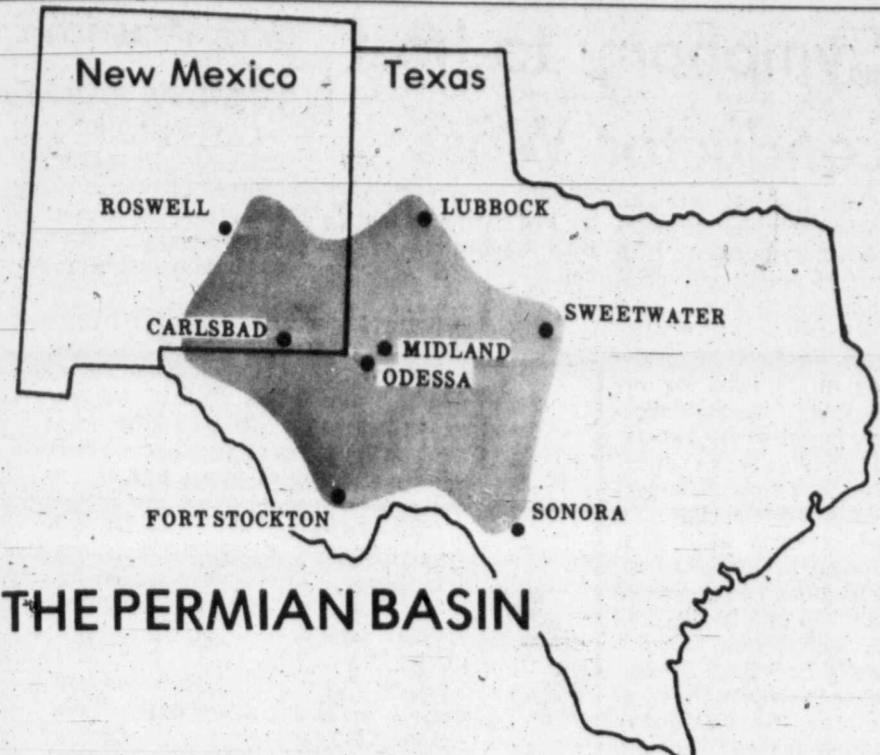 New Mexico
Texas
ROSWELL
LUBBOCK
CARLSBAD
SWEETWATER
MIDLAND
ODESSA
FORT STOCKTON
SONORA
THE PERMIAN BASIN